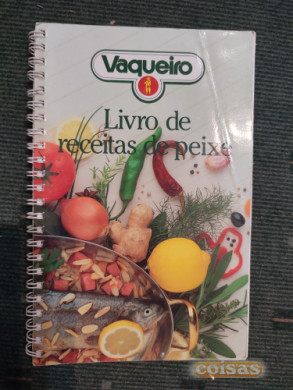 Vaqueiro
Livro de
receitas de peixe
coisas